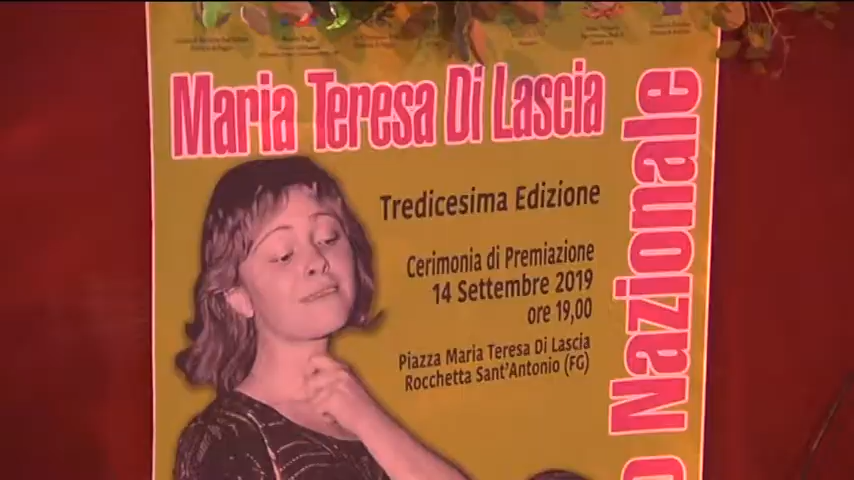 Maria Teresa Di Lascia
Tredicesima Edizione
Cerimonia di Premiazione
14 Settembre 2019
ore 19,00
Piazza Maria Teresa Di Lascia
Rocchetta Sant'Antonio (FG)
Nazionale